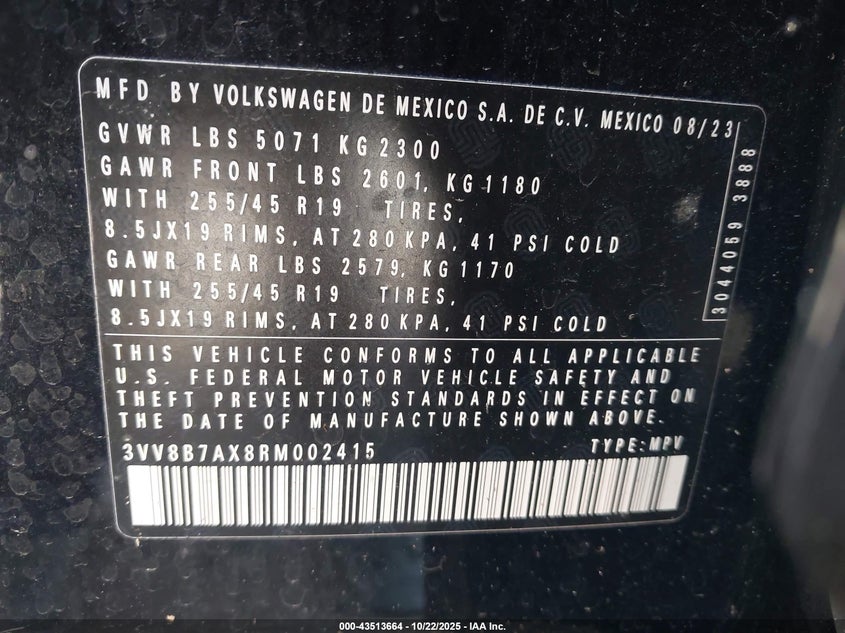 MFD BY VOLKSWAGEN DE MEXICO S.A. DE C.V. MEXICO 08/23
GVWR LBS 5071 KG 2300
GAWR FRONT LBS 2601, KG 1180
WITH 255/45 R19 TIRES,
8.5JX19 RIMS, AT 280 KPA, 41 PSI COLD
GAWR REAR LBS 2579, KG 1170
WITH 255/45 R19 TIRES,
8.5JX19 RIMS, AT 280 KPA, 41 PSI COLD
3044059 3888
THIS VEHICLE CONFORMS TO ALL APPLICABLE
U.S. FEDERAL MOTOR VEHICLE SAFETY AND
THEFT PREVENTION STANDARDS IN EFFECT ON
THE DATE OF MANUFACTURE SHOWN ABOVE.
3VV8B7AX8RM002415 TYPE: MPV
000-43513664 - 10/22/2025 - IAA Inc.